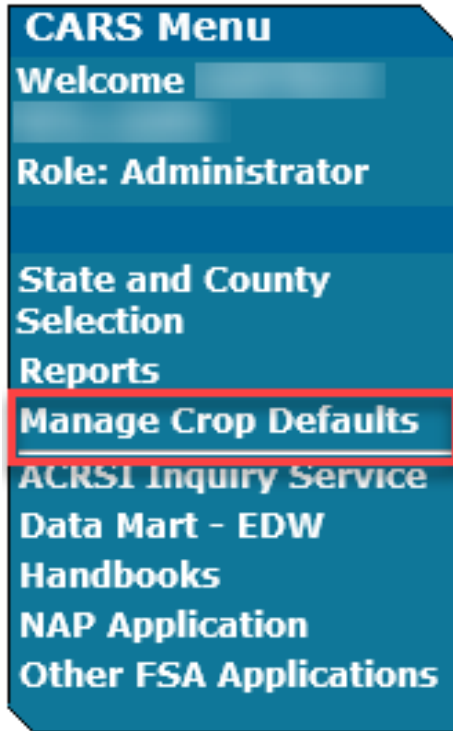 CARS Menu
Welcome
Role: Administrator
State and County
Selection
Reports
Manage Crop Defaults
ACRSI Inquiry Service
Data Mart - EDW
Handbooks
NAP Application
Other FSA Applications